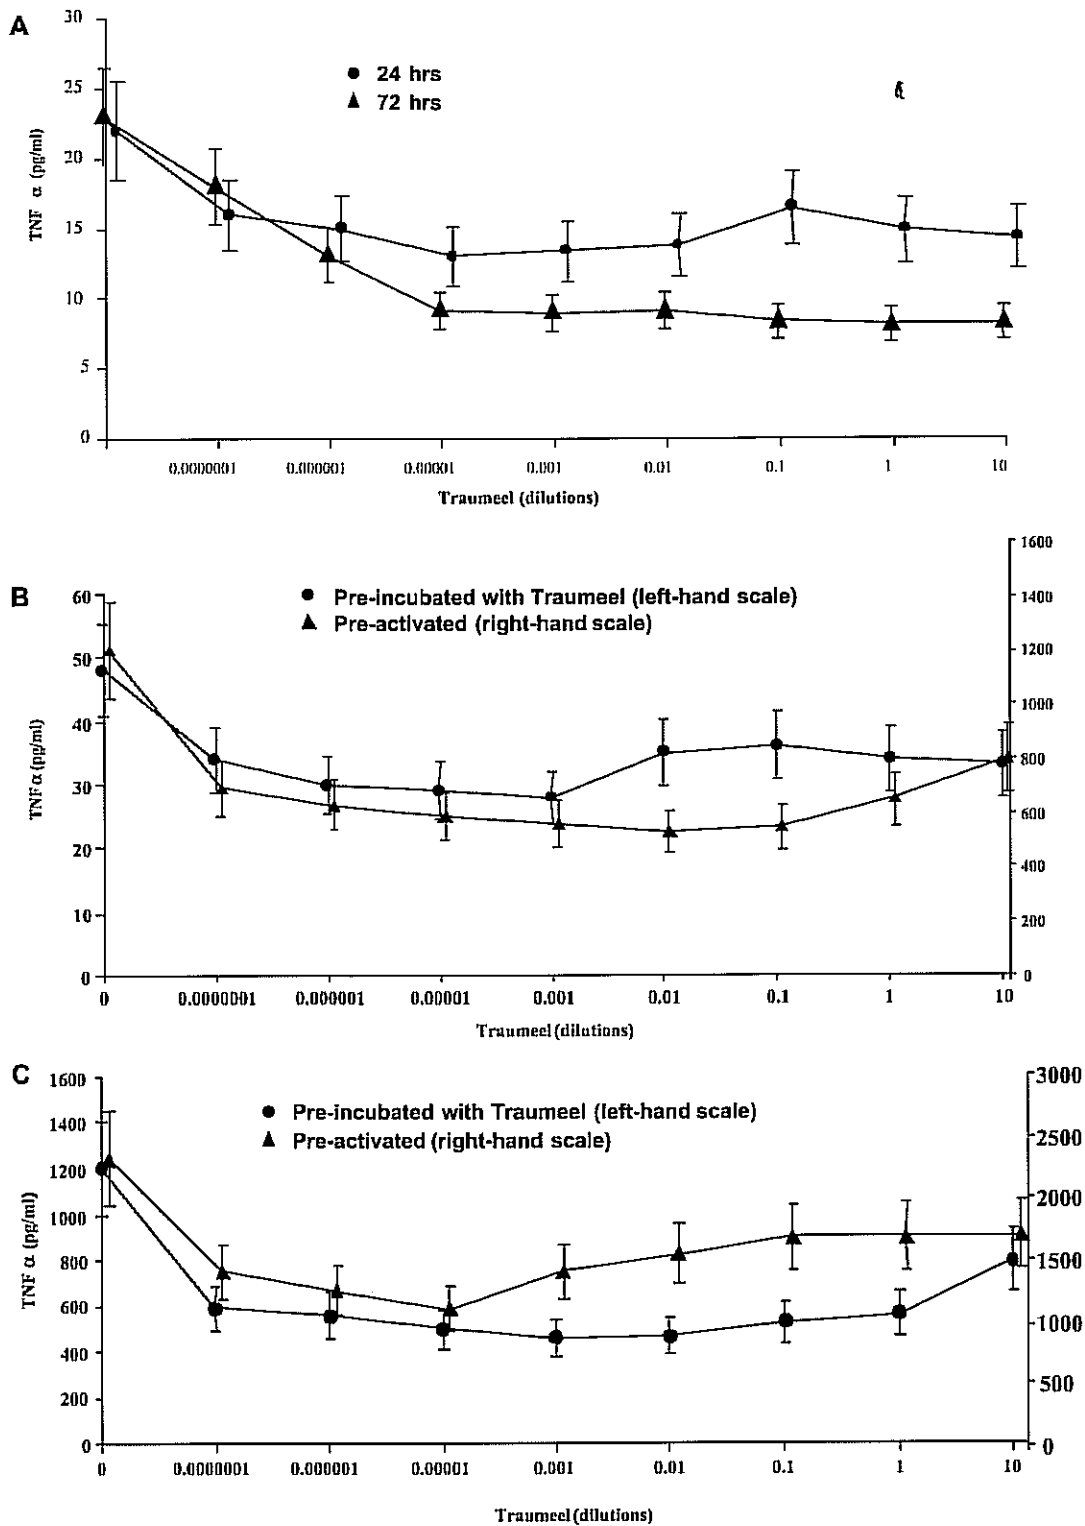 A
30
25
20
15
10
5
0
TNF α (pg/ml)
24 hrs
72 hrs
0.0000001 0.000001 0.00001 0.001 0.01 0.1 1 10
Traumeel (dilutions)
B
60
50
40
30
20
10
0
TNF α (pg/ml)
Pre-incubated with Traumeel (left-hand scale)
Pre-activated (right-hand scale)
1600
1400
1200
1000
800
600
400
200
0
0 0.0000001 0.000001 0.00001 0.001 0.01 0.1 1 10
Traumeel (dilutions)
C
1600
1400
1200
1000
800
600
400
200
0
TNF α (pg/ml)
Pre-incubated with Traumeel (left-hand scale)
Pre-activated (right-hand scale)
3000
2500
2000
1500
1000
500
0
0 0.0000001 0.000001 0.00001 0.001 0.01 0.1 1 10
Traumeel (dilutions)